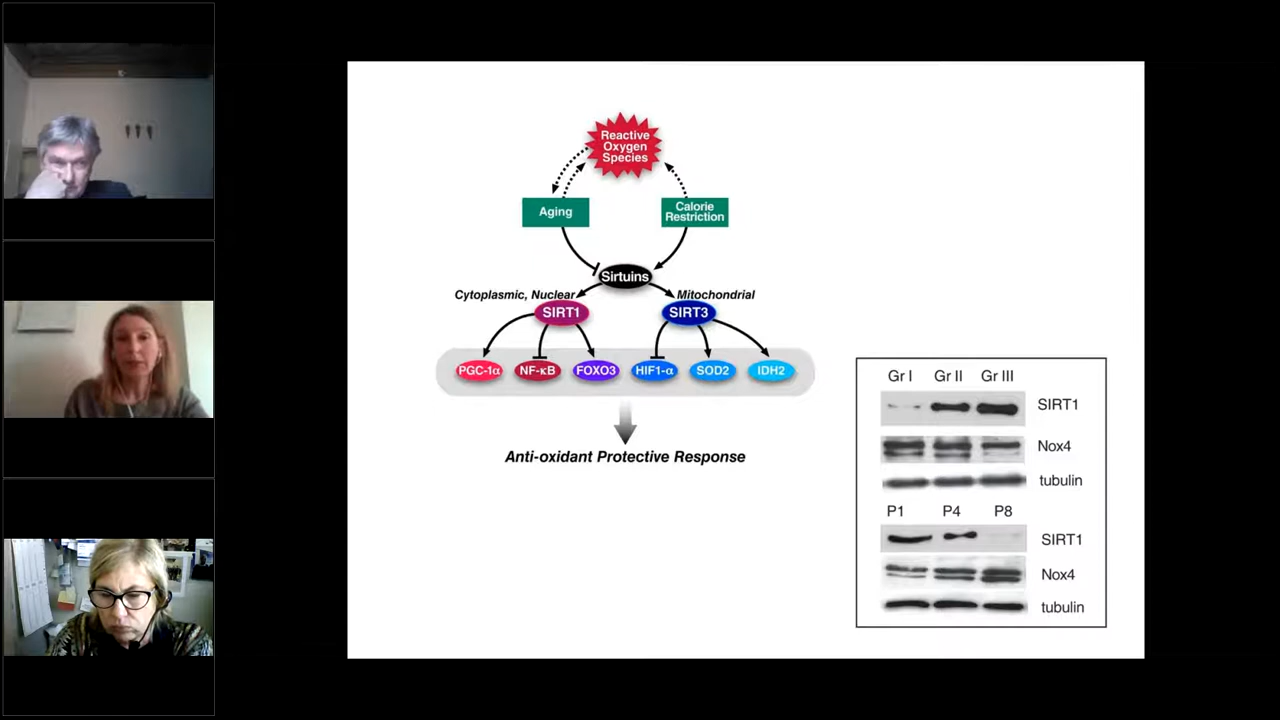 Reactive
Oxygen
Species
Aging
Calorie
Restriction
Sirtuins
Cytoplasmic, Nuclear
Mitochondrial
SIRT1
SIRT3
PGC-1α
NF-κB
FOXO3
HIF1-α
SOD2
IDH2
Anti-oxidant Protective Response
Gr I Gr II Gr III
SIRT1
Nox4
tubulin
P1 P4 P8
SIRT1
Nox4
tubulin